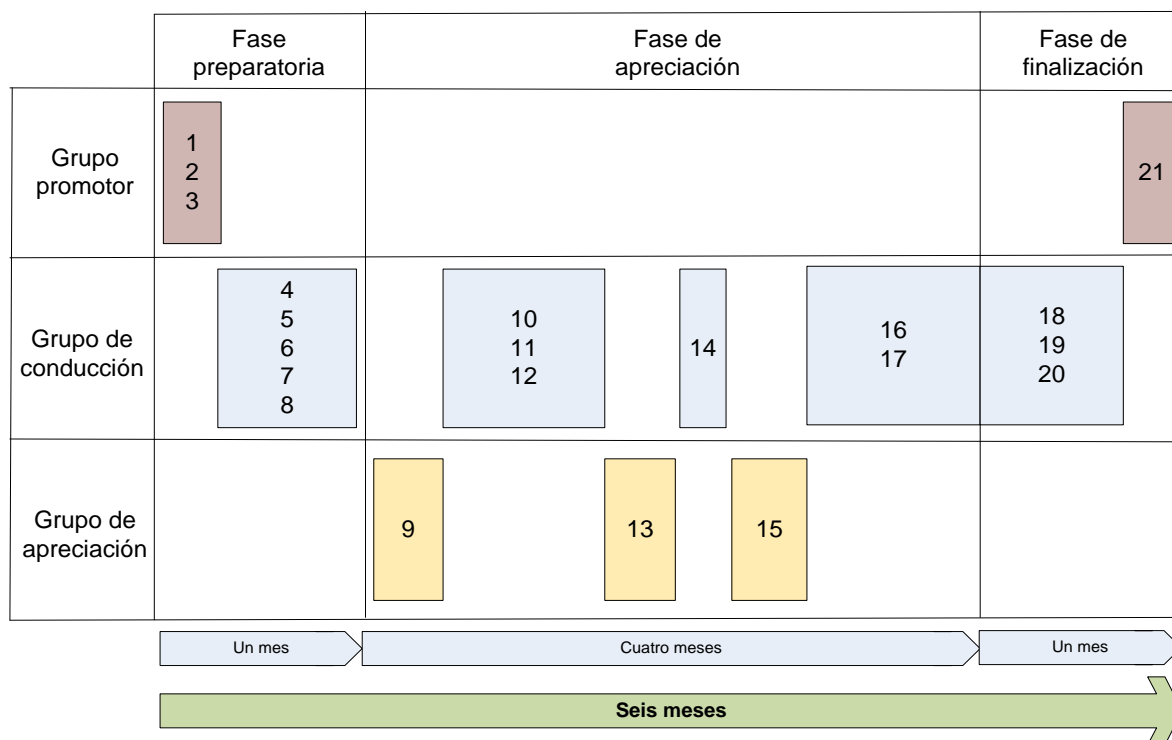 Fase
preparatoria
Fase de
apreciación
Fase de
finalización
Grupo
promotor
1
2
3
21
Grupo de
conducción
4
5
6
7
8
10
11
12
14
16
17
18
19
20
Grupo de
apreciación
9
13
15
Un mes
Cuatro meses
Un mes
Seis meses